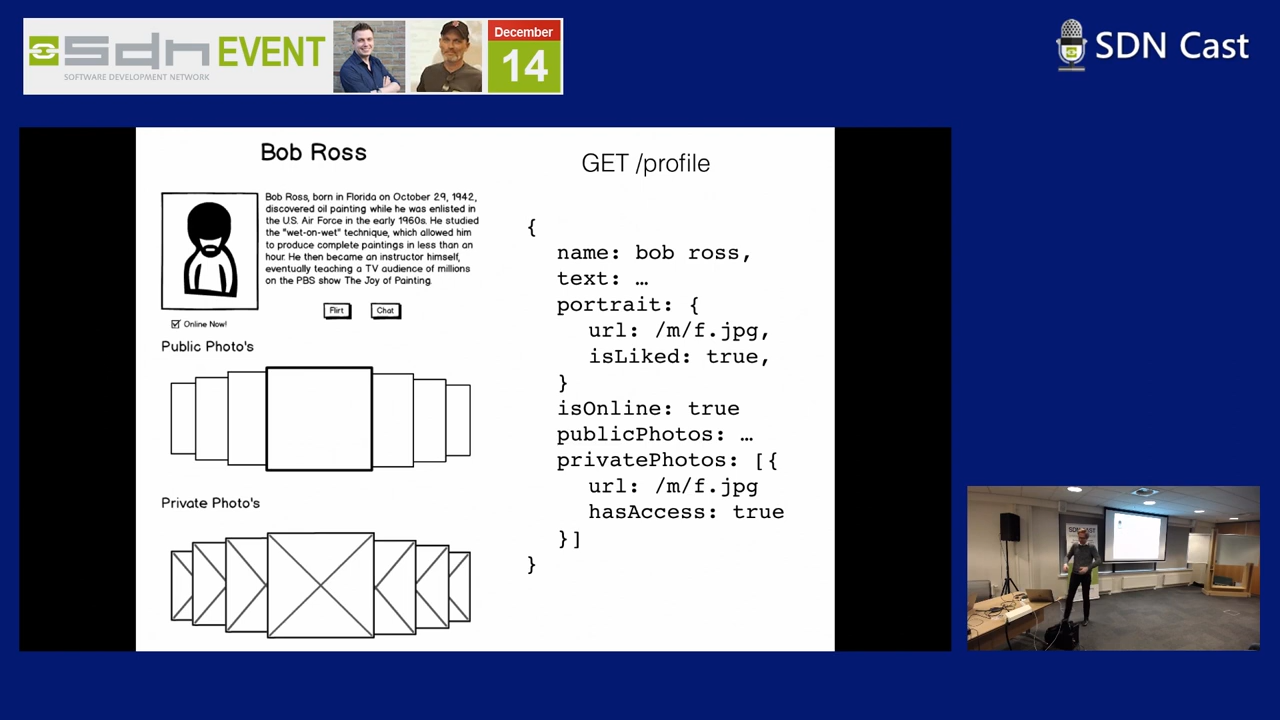 sdn EVENT
SOFTWARE DEVELOPMENT NETWORK
December
14
SDN Cast
Bob Ross
Bob Ross, born in Florida on October 29, 1942,
discovered oil painting while he was enlisted in
the U.S. Air Force in the early 1960s. He studied
the "wet-on-wet" technique, which allowed him
to produce complete paintings in less than an
hour. He then became an instructor himself,
eventually teaching a TV audience of millions
on the PBS show The Joy of Painting.
Flirt
Chat
Online Now!
Public Photo's
Private Photo's
GET /profile
{
name: bob ross,
text: …
portrait: {
url: /m/f.jpg,
isLiked: true,
}
isOnline: true
publicPhotos: …
privatePhotos: [{
url: /m/f.jpg
hasAccess: true
}]
}